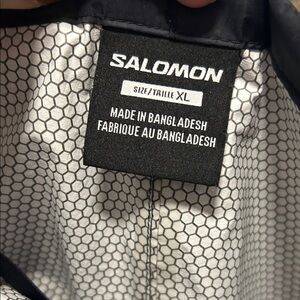 SALOMON
SIZE/TAILLE XL
MADE IN BANGLADESH
FABRIQUE AU BANGLADESH